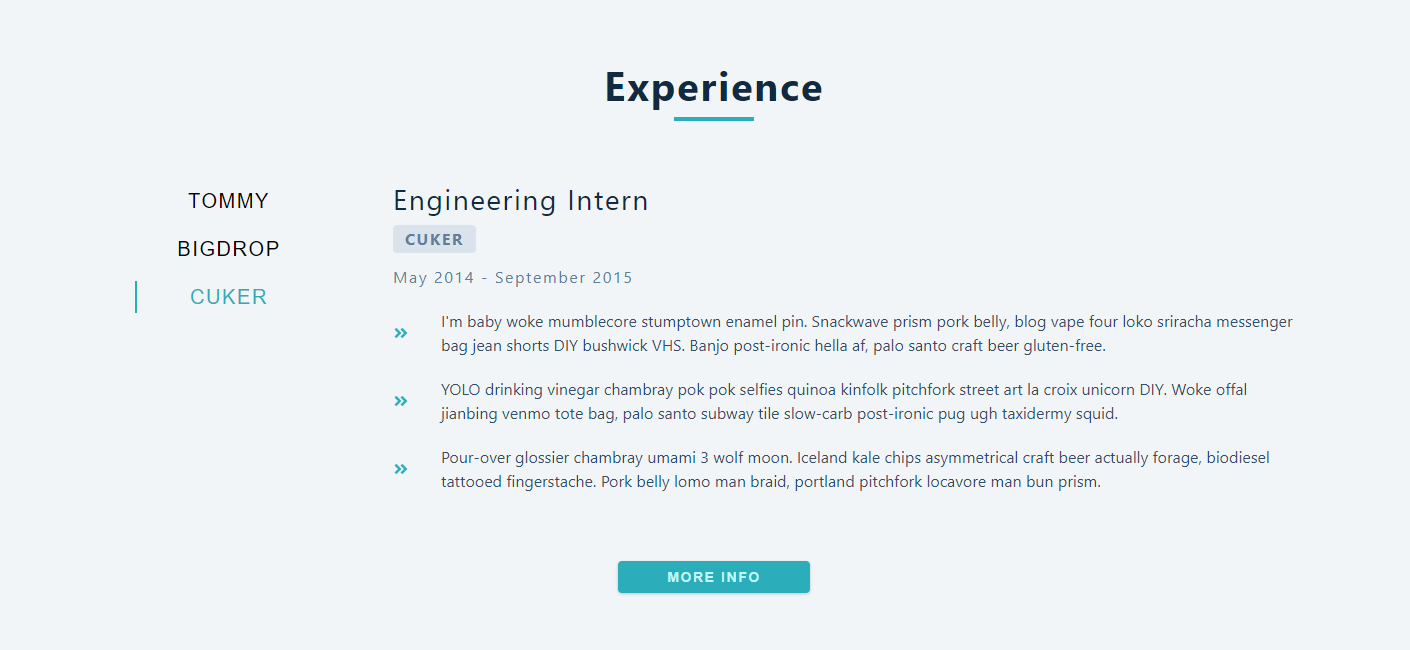 Experience
TOMMY
BIGDROP
CUKER
Engineering Intern
CUKER
May 2014 - September 2015
I'm baby woke mumblecore stumptown enamel pin. Snackwave prism pork belly, blog vape four loko sriracha messenger
bag jean shorts DIY bushwick VHS. Banjo post-ironic hella af, palo santo craft beer gluten-free.
YOLO drinking vinegar chambray pok pok selfies quinoa kinfolk pitchfork street art la croix unicorn DIY. Woke offal
jianbing venmo tote bag, palo santo subway tile slow-carb post-ironic pug ugh taxidermy squid.
Pour-over glossier chambray umami 3 wolf moon. Iceland kale chips asymmetrical craft beer actually forage, biodiesel
tattooed fingerstache. Pork belly lomo man braid, portland pitchfork locavore man bun prism.
MORE INFO